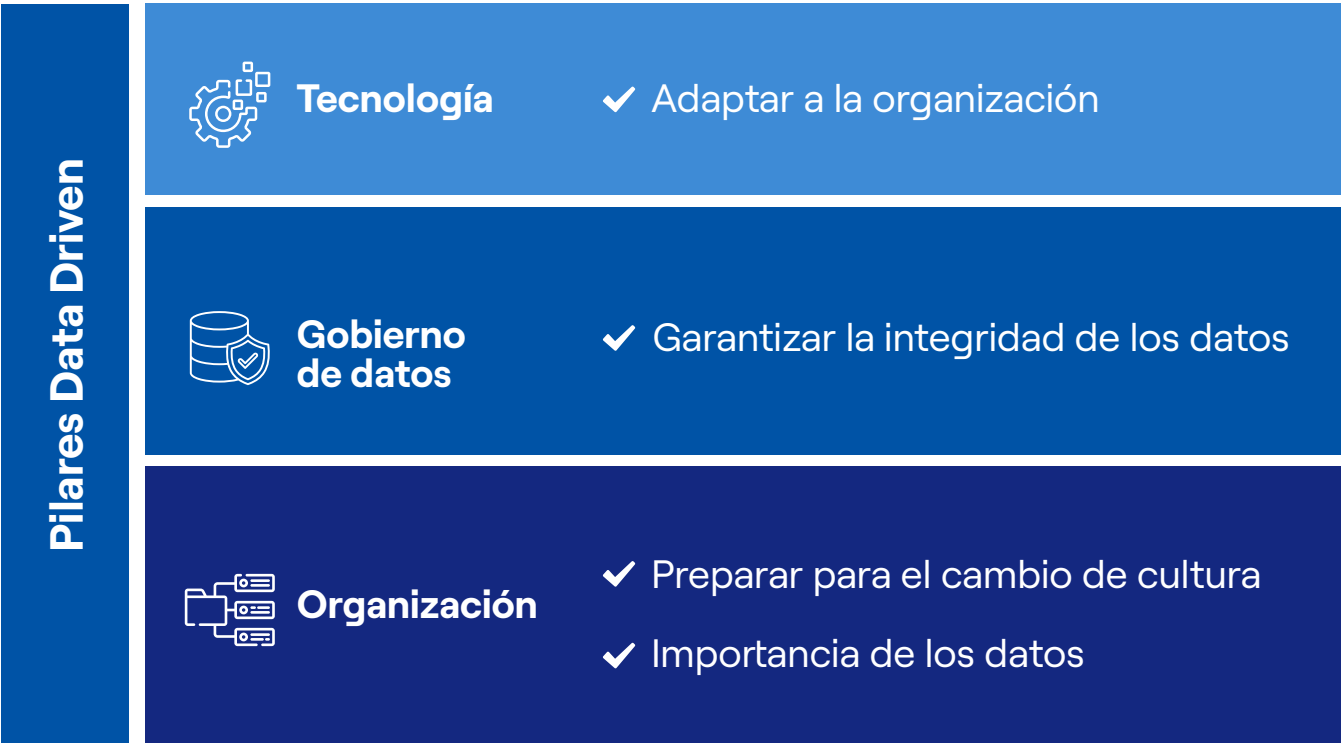 Pilares Data Driven
Tecnología
Adaptar a la organización
Gobierno
de datos
Garantizar la integridad de los datos
Organización
Preparar para el cambio de cultura
Importancia de los datos